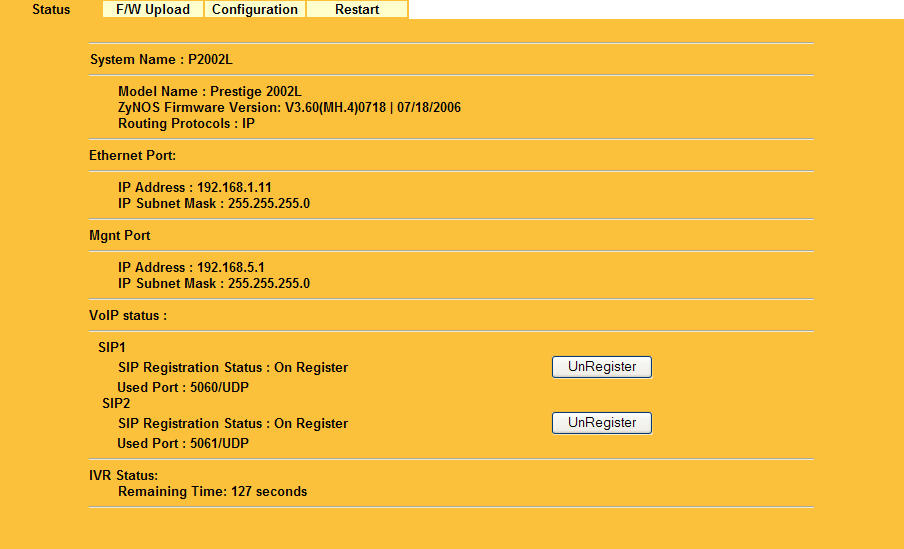 Status F/W Upload Configuration Restart
System Name : P2002L
Model Name : Prestige 2002L
ZyNOS Firmware Version: V3.60(MH.4)0718 | 07/18/2006
Routing Protocols : IP
Ethernet Port:
IP Address : 192.168.1.11
IP Subnet Mask : 255.255.255.0
Mgnt Port
IP Address : 192.168.5.1
IP Subnet Mask : 255.255.255.0
VoIP status :
SIP1
SIP Registration Status : On Register UnRegister
Used Port : 5060/UDP
SIP2
SIP Registration Status : On Register UnRegister
Used Port : 5061/UDP
IVR Status:
Remaining Time: 127 seconds